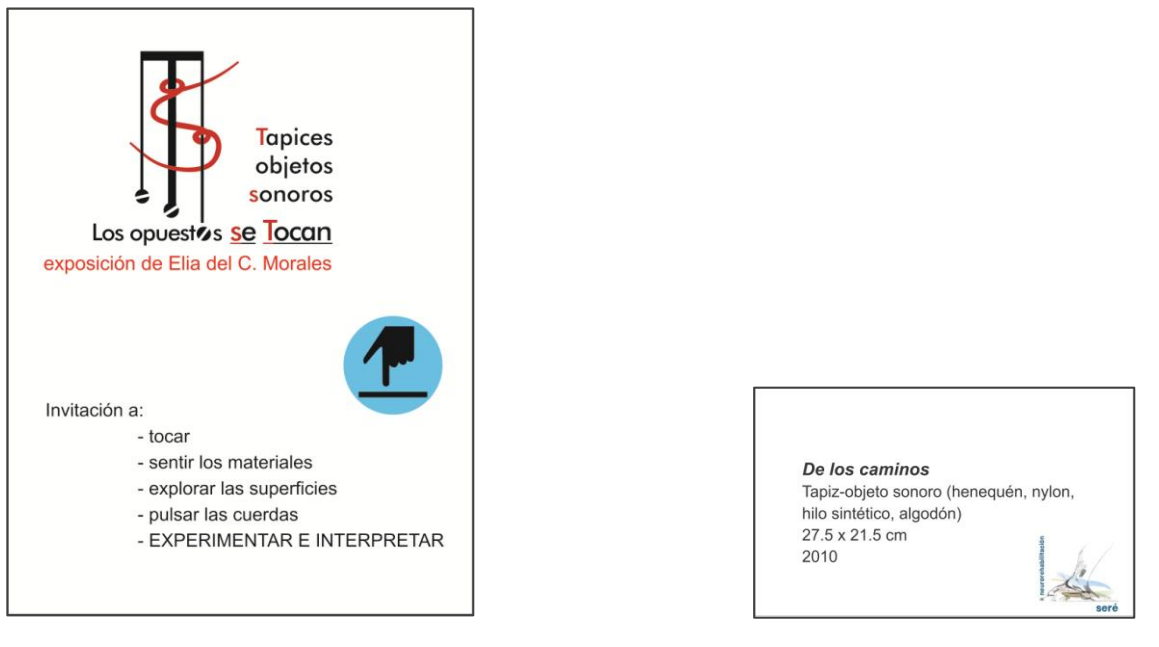 Tapices
objetos
sonoros
Los opuestos se Tocan
exposición de Elia del C. Morales
Invitación a:
- tocar
- sentir los materiales
- explorar las superficies
- pulsar las cuerdas
- EXPERIMENTAR E INTERPRETAR
De los caminos
Tapiz-objeto sonoro (henequén, nylon,
hilo sintético, algodón)
27.5 x 21.5 cm
2010
neurorehabilitación
seré